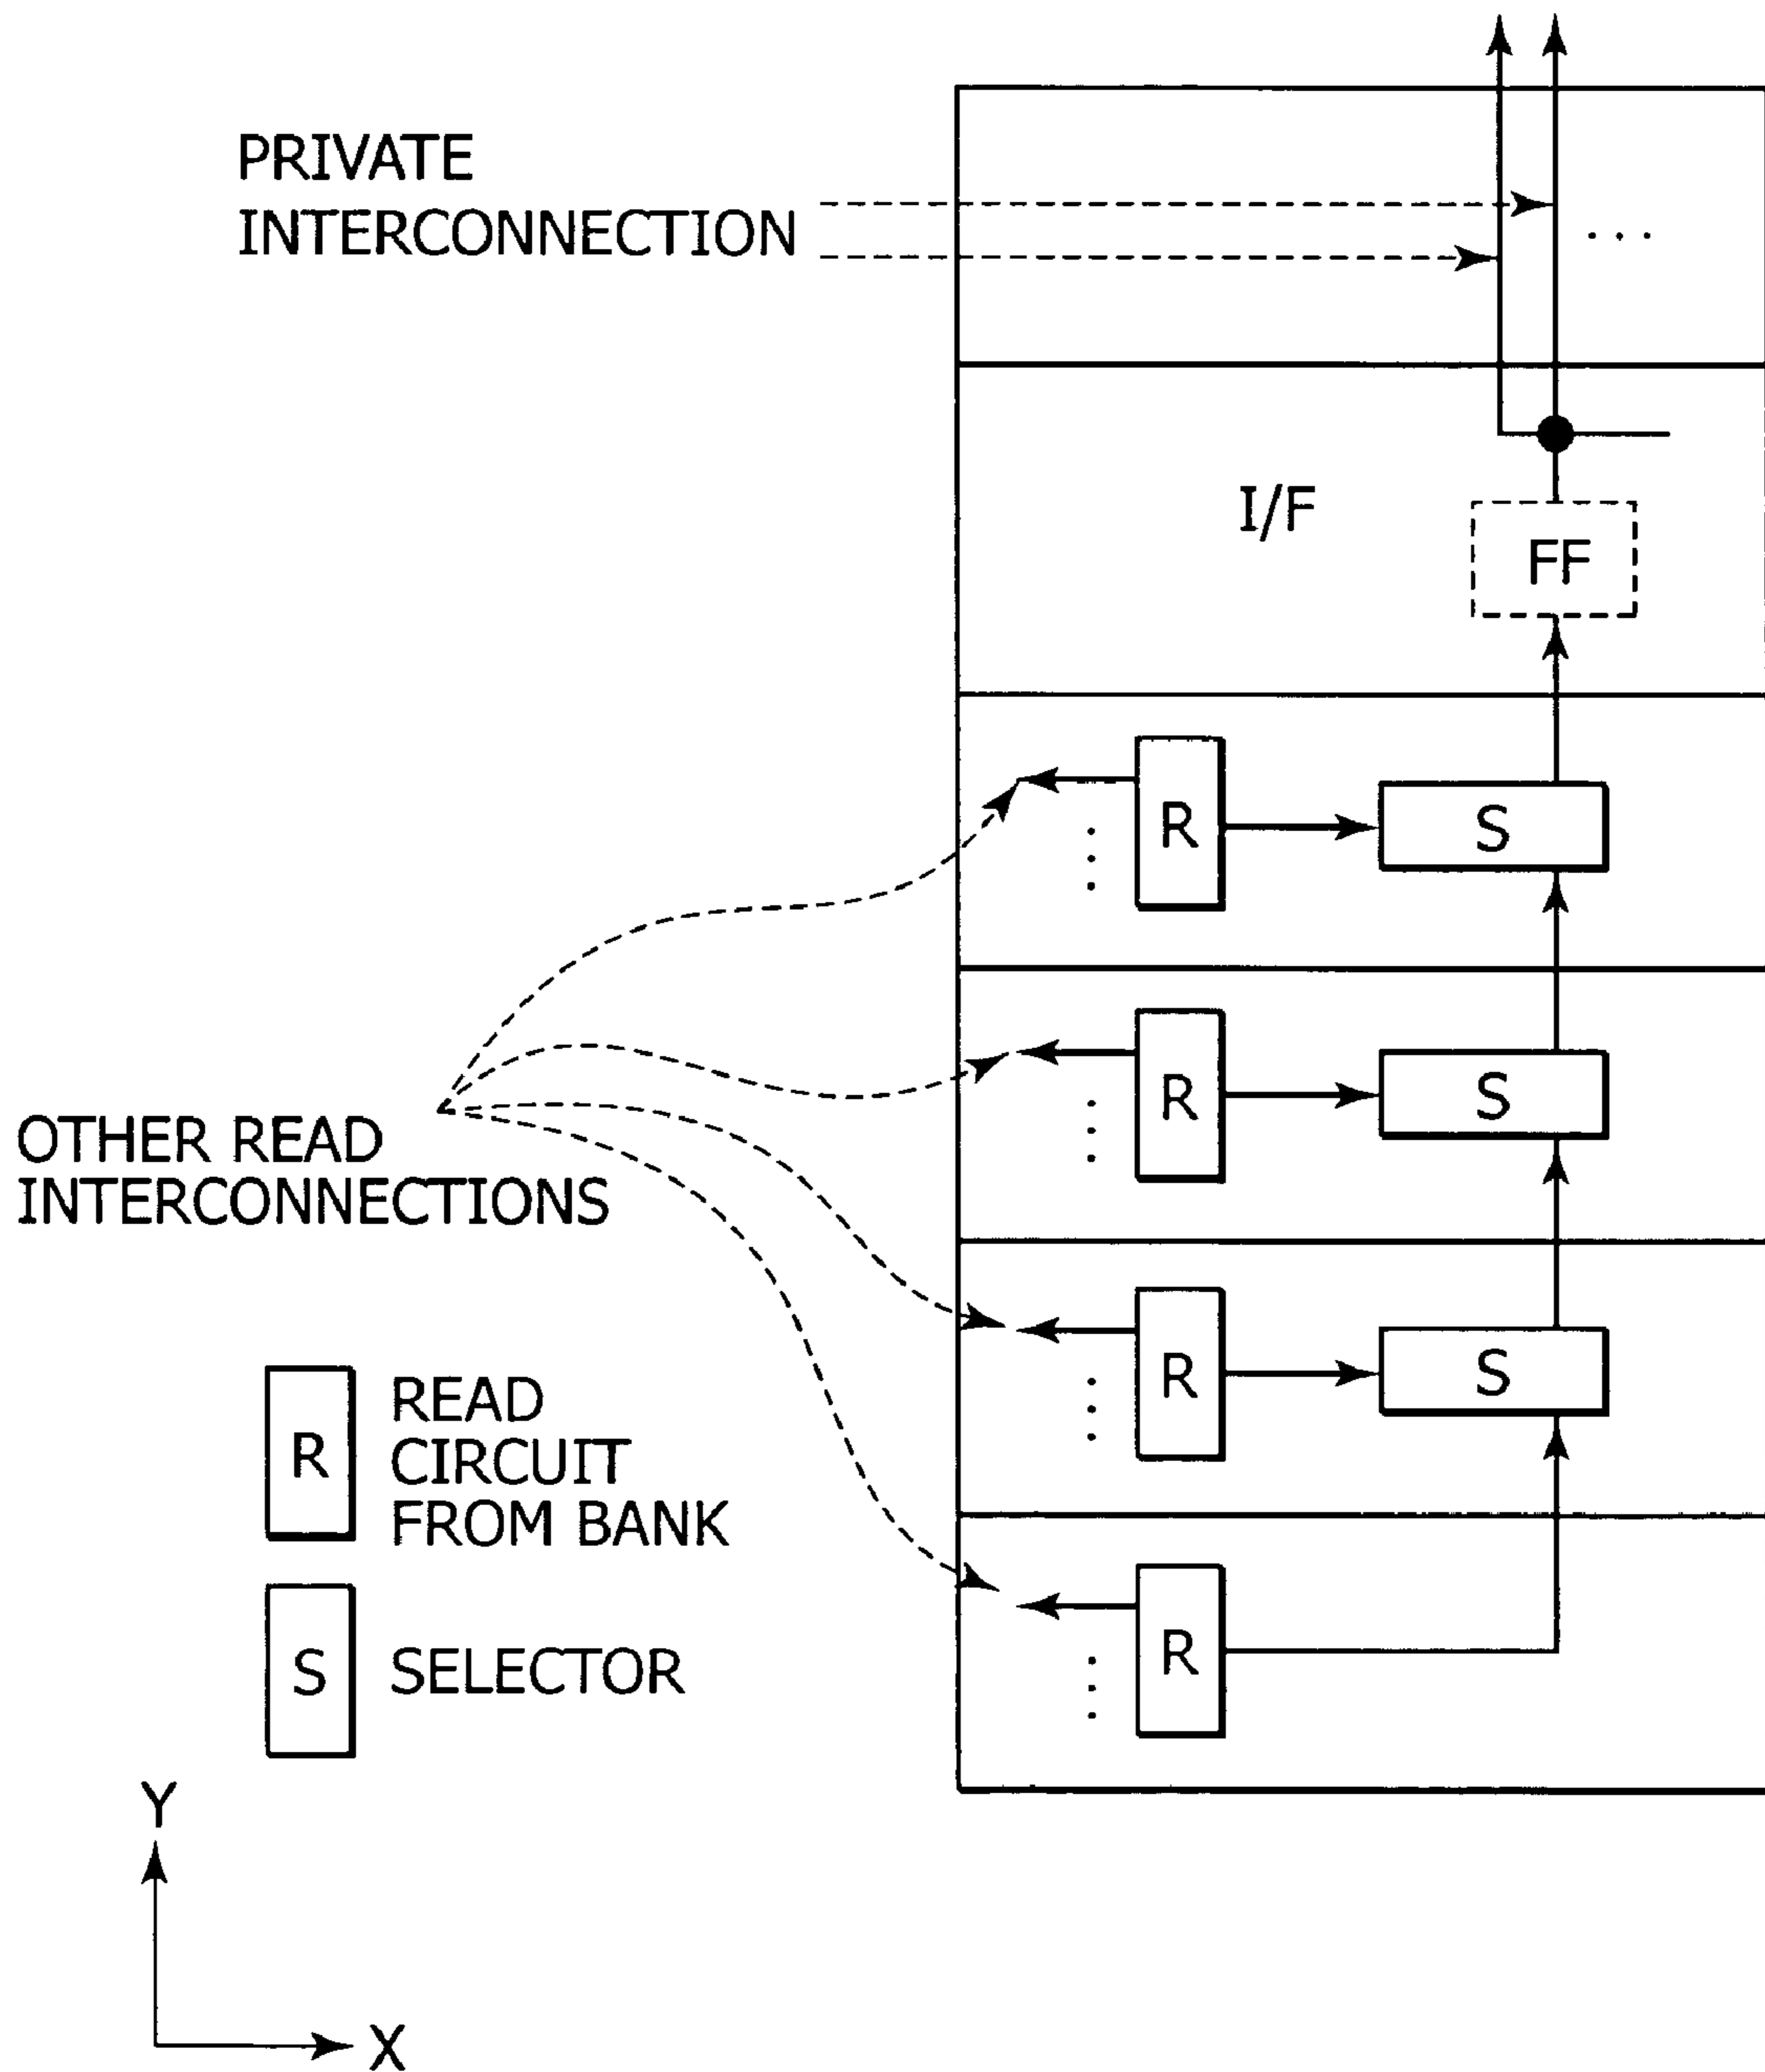 PRIVATE
INTERCONNECTION
...
I/F
FF
R
S
R
S
OTHER READ
INTERCONNECTIONS
R
S
R
READ
CIRCUIT
FROM BANK
R
S
SELECTOR
Y
X